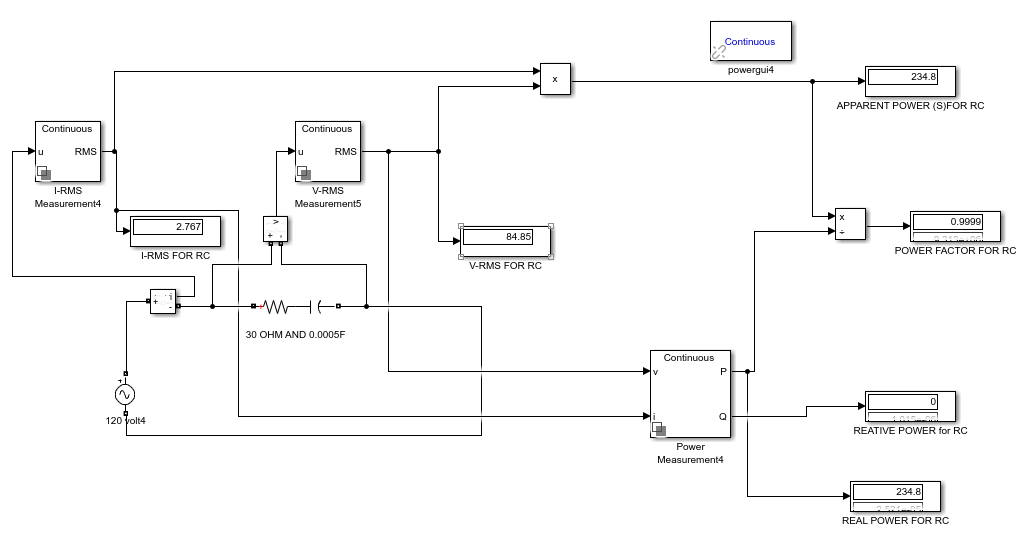 Continuous
powergui4
x
234.8
APPARENT POWER (S)FOR RC
Continuous
u
RMS
I-RMS
Measurement4
Continuous
u
RMS
V-RMS
Measurement5
2.767
I-RMS FOR RC
84.85
V-RMS FOR RC
x
÷
0.9999
POWER FACTOR FOR RC
+
-
i
+
-
30 OHM AND 0.0005F
+
120 volt4
Continuous
v
P
i
Q
Power
Measurement4
0
REATIVE POWER for RC
234.8
REAL POWER FOR RC